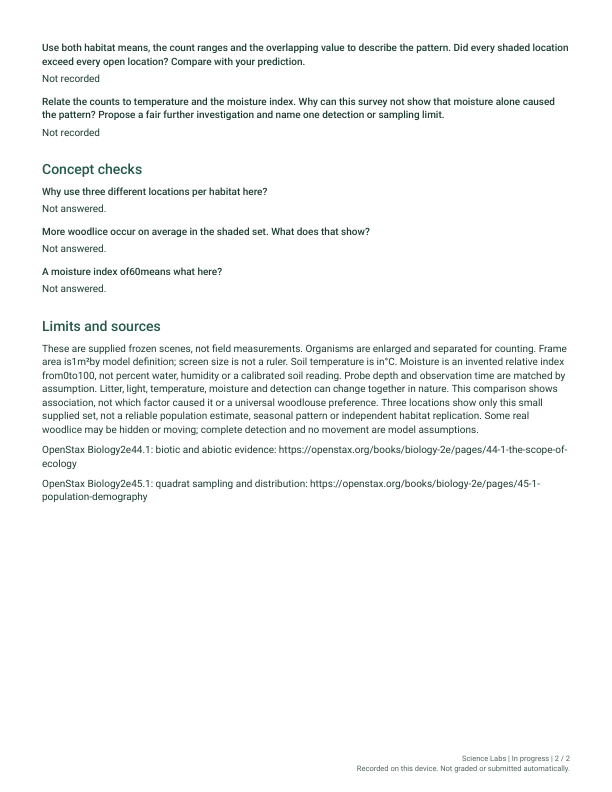 Use both habitat means, the count ranges and the overlapping value to describe the pattern. Did every shaded location
exceed every open location? Compare with your prediction.
Not recorded
Relate the counts to temperature and the moisture index. Why can this survey not show that moisture alone caused
the pattern? Propose a fair further investigation and name one detection or sampling limit.
Not recorded
Concept checks
Why use three different locations per habitat here?
Not answered.
More woodlice occur on average in the shaded set. What does that show?
Not answered.
A moisture index of60means what here?
Not answered.
Limits and sources
These are supplied frozen scenes, not field measurements. Organisms are enlarged and separated for counting. Frame
area is1m²by model definition; screen size is not a ruler. Soil temperature is in°C. Moisture is an invented relative index
from0to100, not percent water, humidity or a calibrated soil reading. Probe depth and observation time are matched by
assumption. Litter, light, temperature, moisture and detection can change together in nature. This comparison shows
association, not which factor caused it or a universal woodlouse preference. Three locations show only this small
supplied set, not a reliable population estimate, seasonal pattern or independent habitat replication. Some real
woodlice may be hidden or moving; complete detection and no movement are model assumptions.
OpenStax Biology2e44.1: biotic and abiotic evidence: https://openstax.org/books/biology-2e/pages/44-1-the-scope-of-
ecology
OpenStax Biology2e45.1: quadrat sampling and distribution: https://openstax.org/books/biology-2e/pages/45-1-
population-demography
Science Labs | In progress | 2 / 2
Recorded on this device. Not graded or submitted automatically.